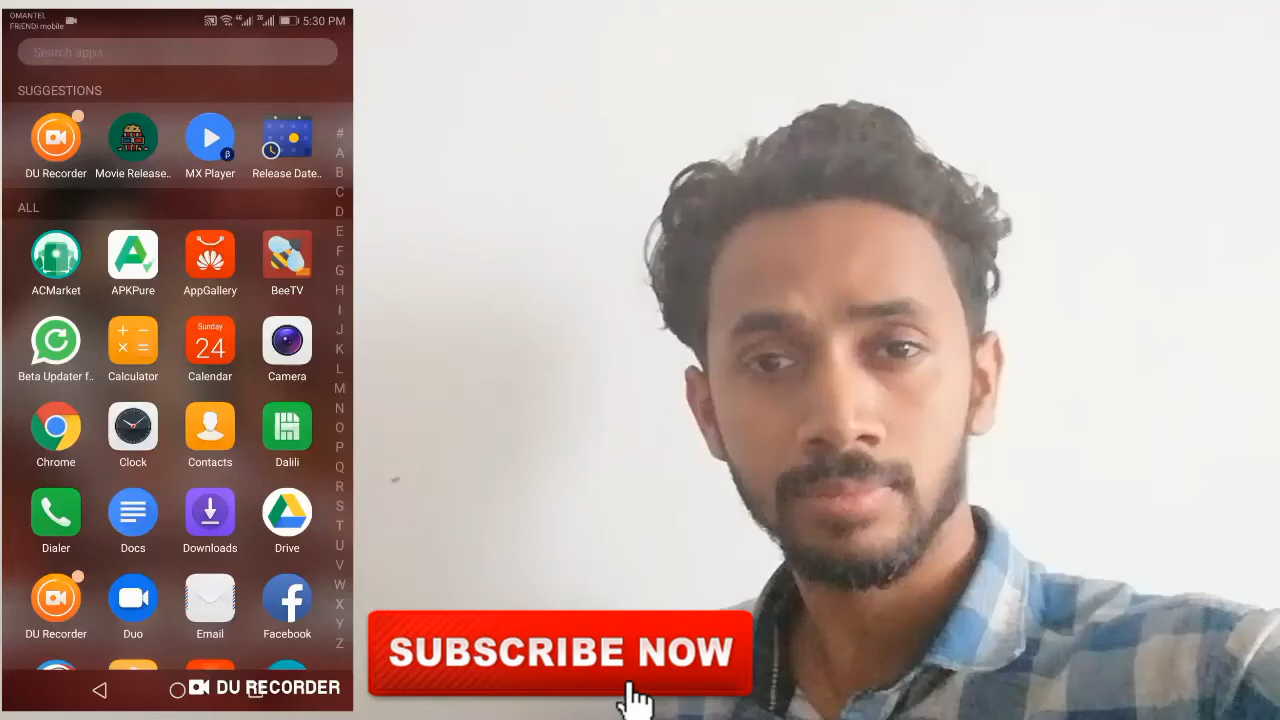 OMANTEL
FRiENDi mobile
4G 2G 5:30 PM
Search apps
SUGGESTIONS
DU Recorder Movie Release.. MX Player Release Date..
ALL
ACMarket APKPure AppGallery BeeTV
Sunday
24
Beta Updater f.. Calculator Calendar Camera
Chrome Clock Contacts Dalili
Dialer Docs Downloads Drive
DU Recorder Duo Email Facebook
#
A
B
C
D
E
F
G
H
I
J
K
L
M
N
O
P
Q
R
S
T
U
V
W
X
Y
Z
DU RECORDER
SUBSCRIBE NOW